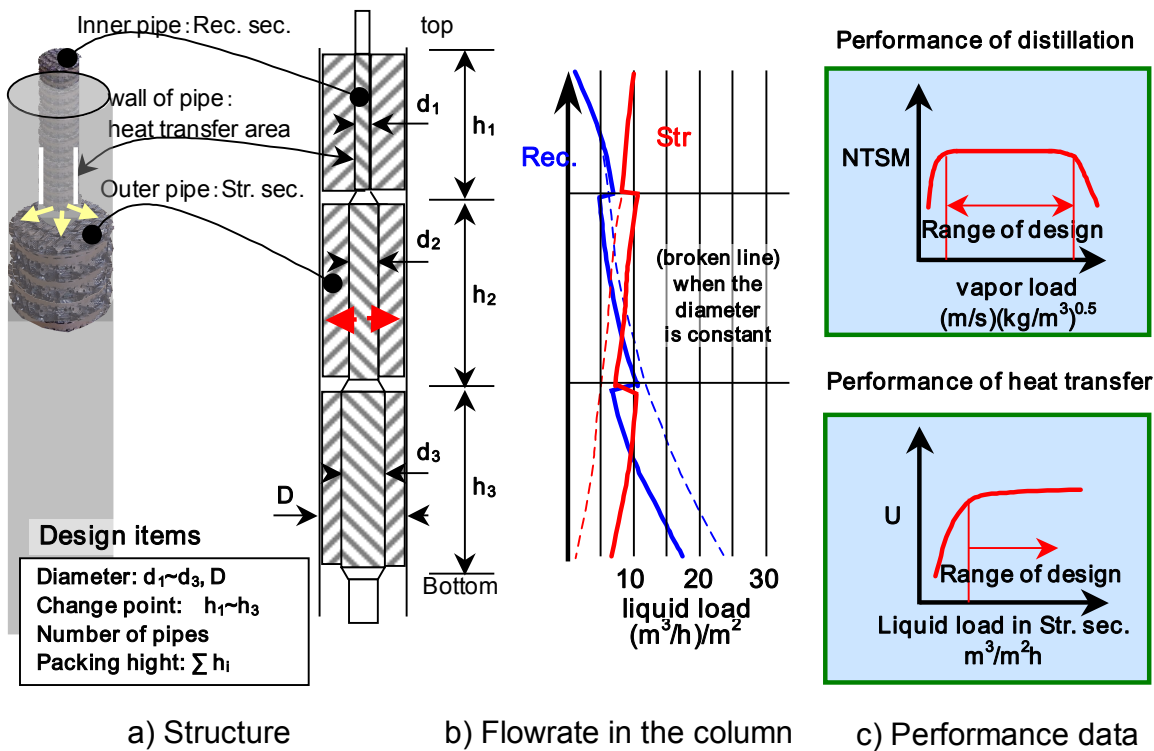 Inner pipe：Rec. sec.
wall of pipe：
heat transfer area
Outer pipe：Str. sec.
top
d₁
h₁
d₂
h₂
d₃
h₃
D
Bottom
Design items
Diameter: d₁~d₃, D
Change point: h₁~h₃
Number of pipes
Packing hight: ∑ hᵢ
a) Structure
Rec.
Str
(broken line)
when the
diameter
is constant
10 20 30
liquid load
(m³/h)/m²
b) Flowrate in the column
Performance of distillation
NTSM
Range of design
vapor load
(m/s)(kg/m³)⁰·⁵
Performance of heat transfer
U
Range of design
Liquid load in Str. sec.
m³/m²h
c) Performance data